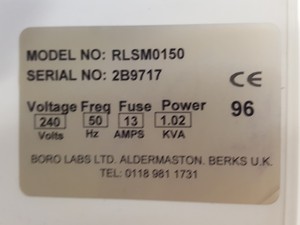 MODEL NO: RLSM0150
SERIAL NO: 2B9717
CE
Voltage Freq Fuse Power
240 50 13 1.02 96
Volts Hz AMPS KVA
BORO LABS LTD. ALDERMASTON. BERKS U.K.
TEL: 0118 981 1731